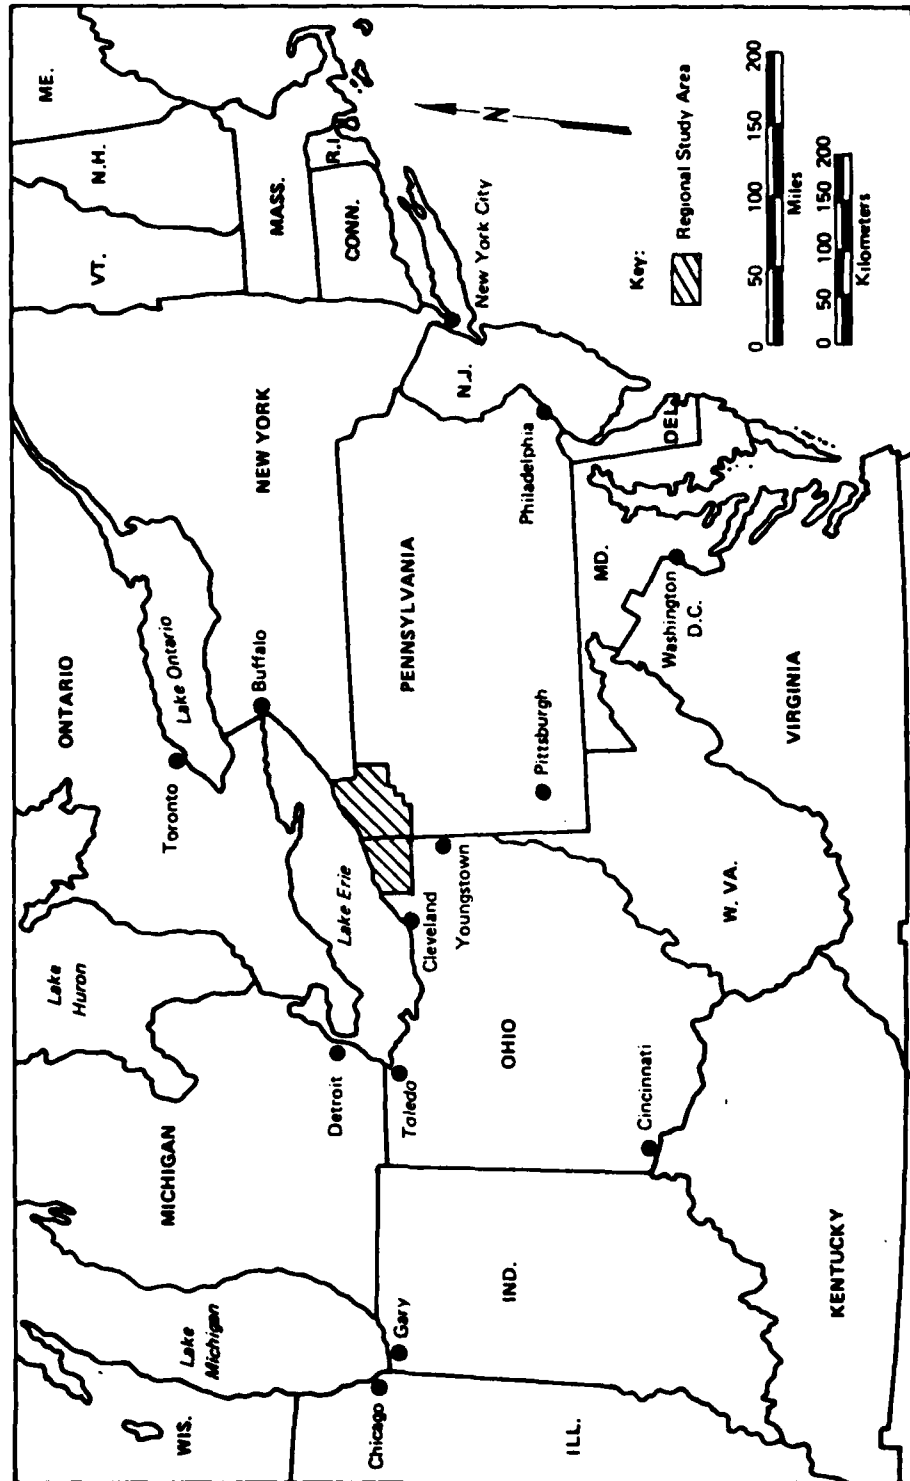 ME.
N.H.
VT.
MASS.
R.I.
CONN.
New York City
N.J.
NEW YORK
ONTARIO
Lake Ontario
Toronto
Buffalo
Lake
Huron
Lake Erie
MICHIGAN
Detroit
Lake
Michigan
WIS.
Chicago
Gary
Toledo
Cleveland
Youngstown
PENNSYLVANIA
Pittsburgh
Philadelphia
DEL.
MD.
Washington
D.C.
VIRGINIA
W. VA.
OHIO
Cincinnati
IND.
ILL.
KENTUCKY
N
Key:
Regional Study Area
0 50 100 150 200
Miles
0 50 100 150 200
Kilometers